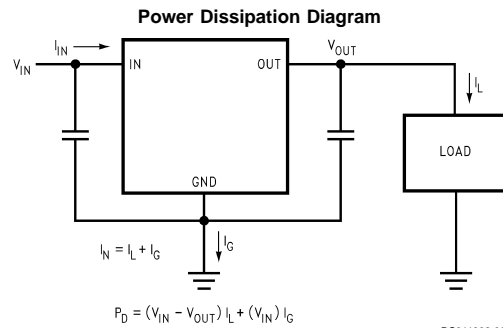 Power Dissipation Diagram
I_IN
V_OUT
V_IN
IN
OUT
I_L
LOAD
GND
I_N = I_L + I_G
I_G
P_D = (V_IN − V_OUT) I_L + (V_IN) I_G